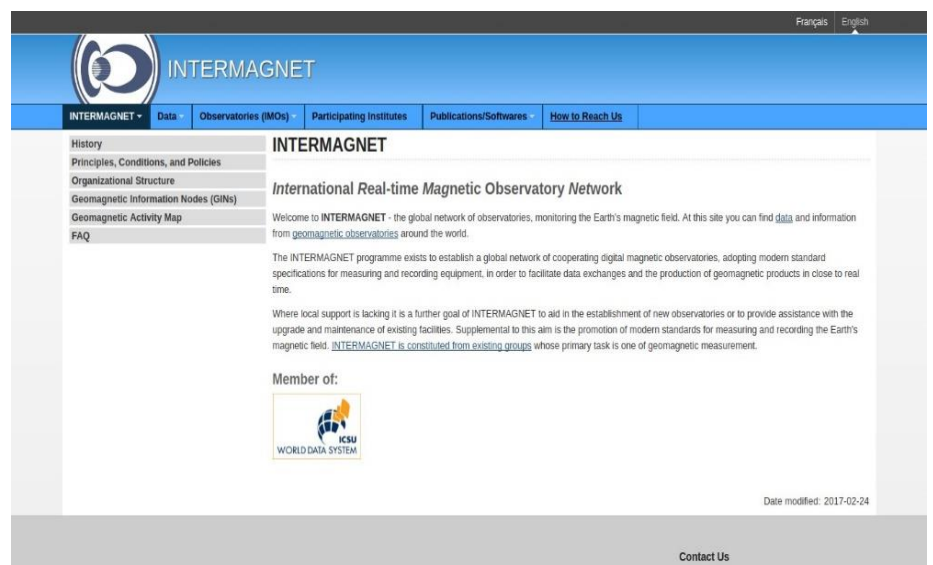 Français English
INTERMAGNET
INTERMAGNET Data Observatories (IMOs) Participating Institutes Publications/Softwares How to Reach Us
History
Principles, Conditions, and Policies
Organizational Structure
Geomagnetic Information Nodes (GINs)
Geomagnetic Activity Map
FAQ
INTERMAGNET
International Real-time Magnetic Observatory Network
Welcome to INTERMAGNET - the global network of observatories, monitoring the Earth's magnetic field. At this site you can find data and information
from geomagnetic observatories around the world.
The INTERMAGNET programme exists to establish a global network of cooperating digital magnetic observatories, adopting modern standard
specifications for measuring and recording equipment, in order to facilitate data exchanges and the production of geomagnetic products in close to real
time.
Where local support is lacking it is a further goal of INTERMAGNET to aid in the establishment of new observatories or to provide assistance with the
upgrade and maintenance of existing facilities. Supplemental to this aim is the promotion of modern standards for measuring and recording the Earth's
magnetic field. INTERMAGNET is constituted from existing groups whose primary task is one of geomagnetic measurement.
Member of:
ICSU
WORLD DATA SYSTEM
Date modified: 2017-02-24
Contact Us